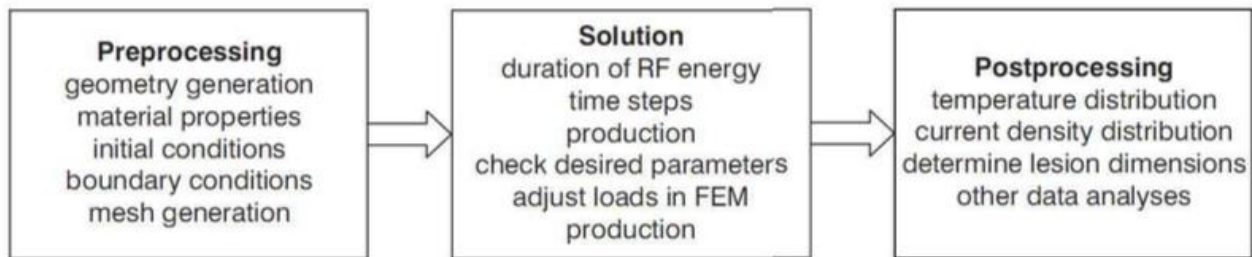 Preprocessing
geometry generation
material properties
initial conditions
boundary conditions
mesh generation
Solution
duration of RF energy
time steps
production
check desired parameters
adjust loads in FEM
production
Postprocessing
temperature distribution
current density distribution
determine lesion dimensions
other data analyses